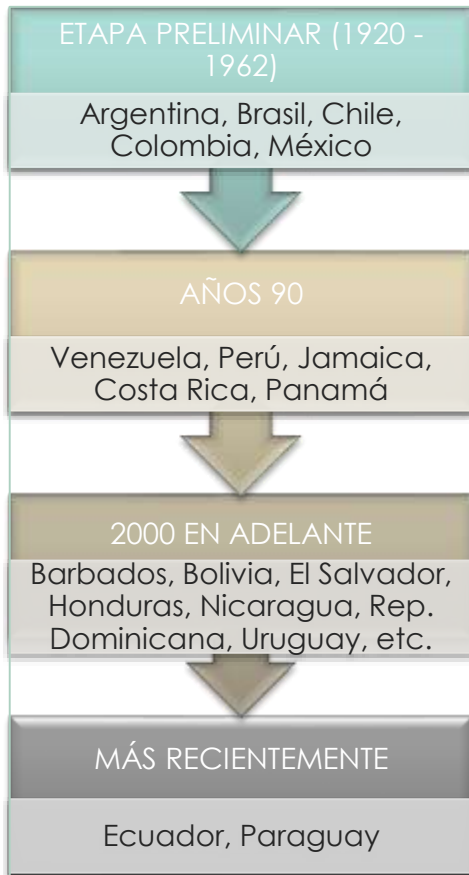 ETAPA PRELIMINAR (1920 -
1962)
Argentina, Brasil, Chile,
Colombia, México
AÑOS 90
Venezuela, Perú, Jamaica,
Costa Rica, Panamá
2000 EN ADELANTE
Barbados, Bolivia, El Salvador,
Honduras, Nicaragua, Rep.
Dominicana, Uruguay, etc.
MÁS RECIENTEMENTE
Ecuador, Paraguay